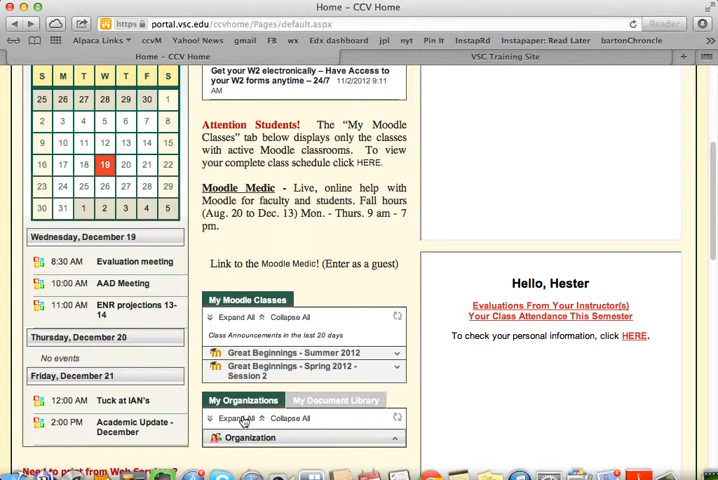 Home – CCV Home
https portal.vsc.edu/ccvhome/Pages/default.aspx
Reader
Alpaca Links ccvM Yahoo! gmail FB wx Edx dashboard jpl nyt Pin It InstapRd Instapaper: Read Later bartonChroncle
Home – CCV Home
VSC Training Site
S M T W T F S
25 26 27 28 29 30 1
2 3 4 5 6 7 8
9 10 11 12 13 14 15
16 17 18 19 20 21 22
23 24 25 26 27 28 29
30 31 1 2 3 4 5
Wednesday, December 19
8:30 AM Evaluation meeting
10:00 AM AAD Meeting
11:00 AM ENR projections 13-
14
Thursday, December 20
No events
Friday, December 21
12:00 AM Tuck at IAN's
2:00 PM Academic Update -
December
Need to print from Web Services?
Get your W2 electronically – Have Access to
your W2 forms anytime – 24/7 11/2/2012 9:11
AM
Attention Students! The "My Moodle
Classes" tab below displays only the classes
with active Moodle classrooms. To view
your complete class schedule click HERE.
Moodle Medic - Live, online help with
Moodle for faculty and students. Fall hours
(Aug. 20 to Dec. 13) Mon. - Thurs. 9 am - 7
pm.
Link to the Moodle Medic! (Enter as a guest)
My Moodle Classes
Expand All Collapse All
Class Announcements in the last 20 days
Great Beginnings - Summer 2012
Great Beginnings - Spring 2012 -
Session 2
My Organizations My Document Library
Expand All Collapse All
Organization
Hello, Hester
Evaluations From Your Instructor(s)
Your Class Attendance This Semester
To check your personal information, click HERE.